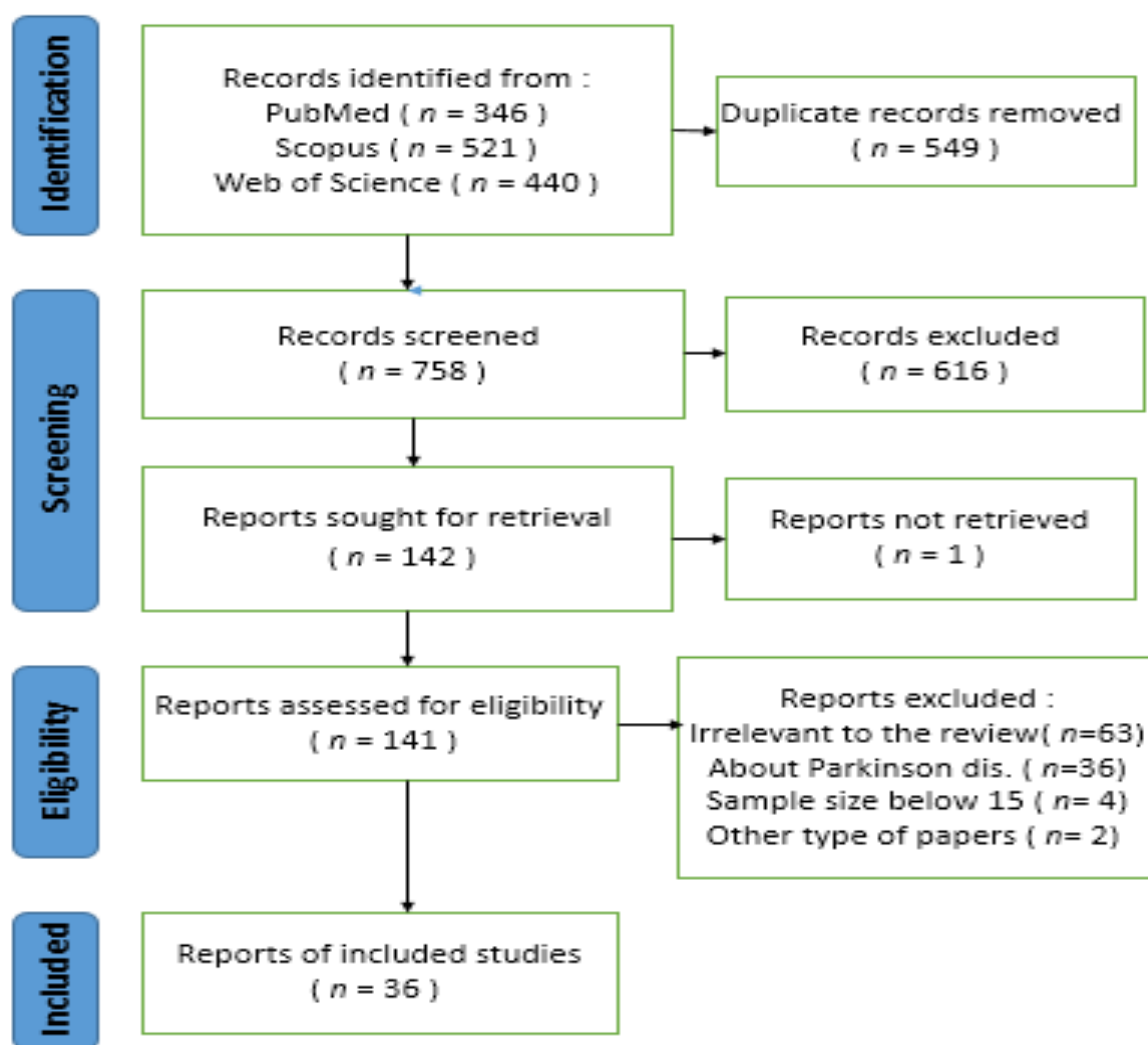 Identification
Records identified from :
PubMed ( n = 346 )
Scopus ( n = 521)
Web of Science ( n = 440)
Duplicate records removed
( n = 549 )
Screening
Records screened
( n = 758 )
Records excluded
( n = 616 )
Reports sought for retrieval
( n = 142 )
Reports not retrieved
( n = 1 )
Eligibility
Reports assessed for eligibility
( n = 141 )
Reports excluded :
Irrelevant to the review( n=63)
About Parkinson dis. ( n=36)
Sample size below 15 ( n= 4)
Other type of papers ( n= 2)
Included
Reports of included studies
( n = 36 )